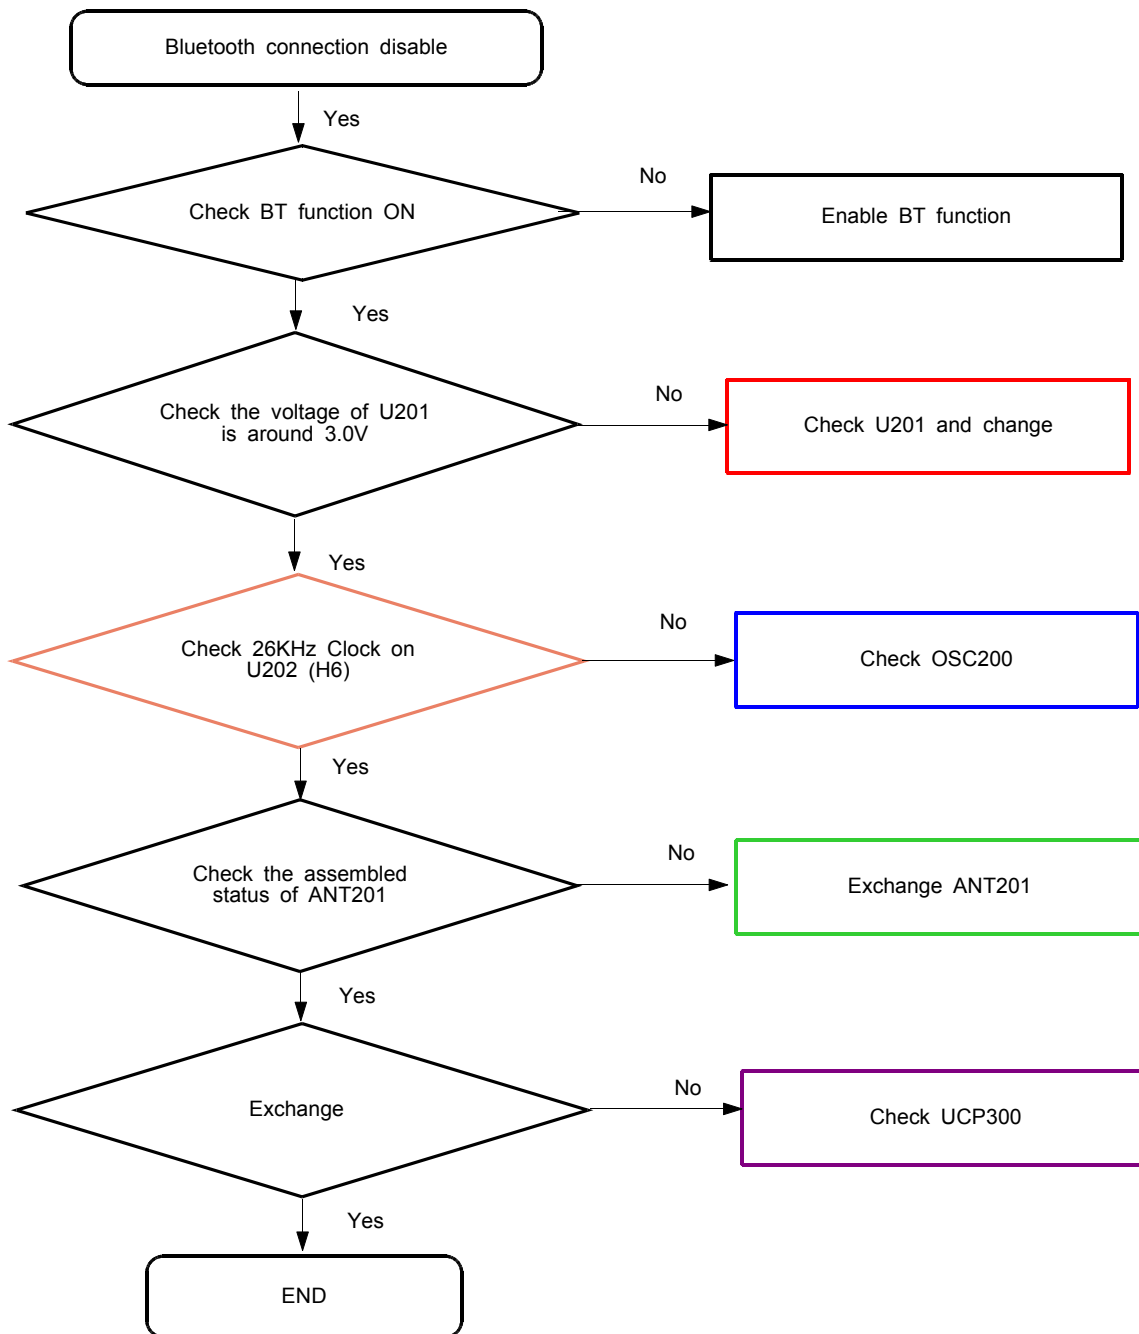 Bluetooth connection disable
Yes
Check BT function ON
No
Enable BT function
Yes
Check the voltage of U201
is around 3.0V
No
Check U201 and change
Yes
Check 26KHz Clock on
U202 (H6)
No
Check OSC200
Yes
Check the assembled
status of ANT201
No
Exchange ANT201
Yes
Exchange
No
Check UCP300
Yes
END